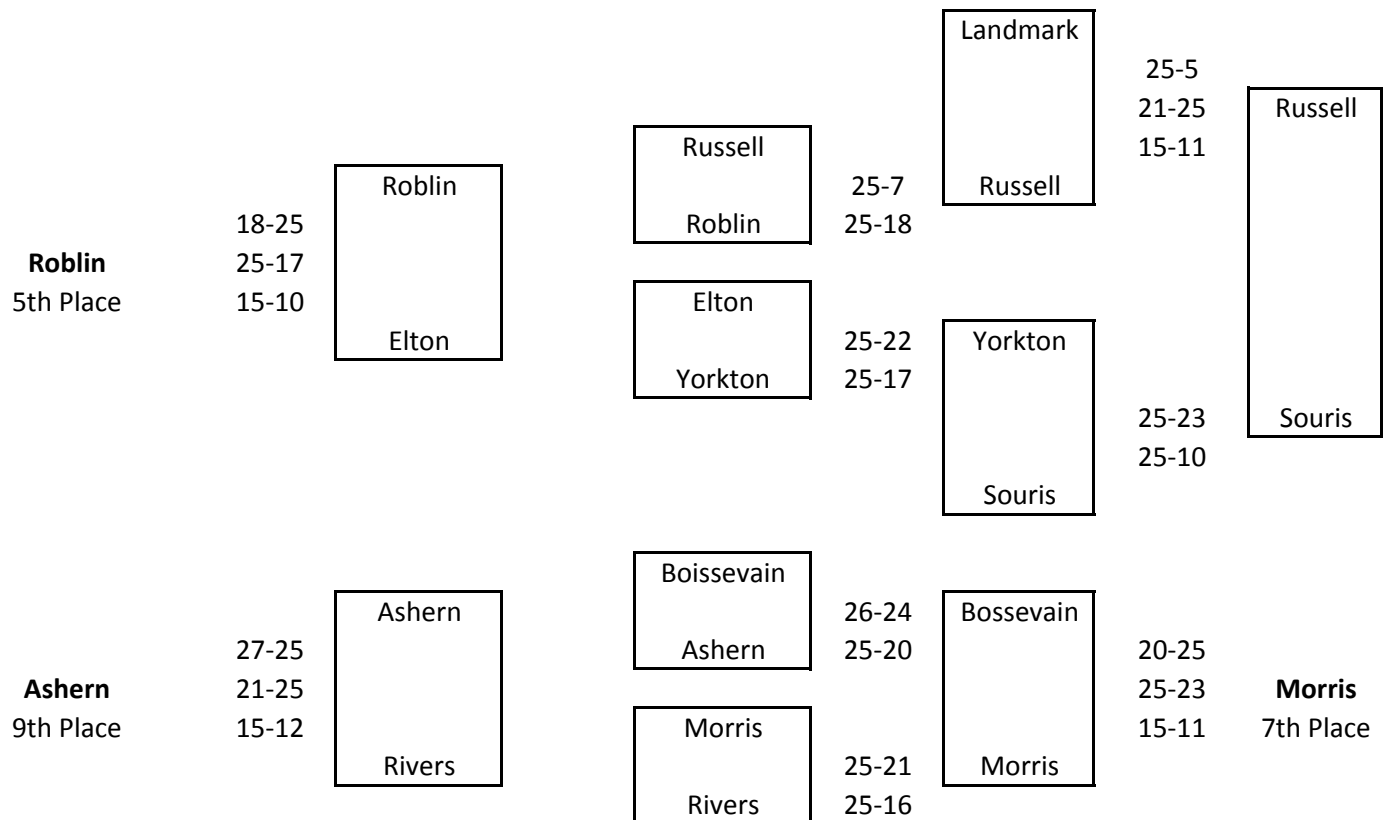 Landmark
25-5
21-25 Russell
Russell 15-11
Roblin 25-7 Russell
18-25 Roblin 25-18
Roblin 25-17
5th Place 15-10 Elton
Elton 25-22 Yorkton
Yorkton 25-17
25-23 Souris
25-10
Souris
Boissevain
Ashern 26-24 Bossevain
27-25 Ashern 25-20 20-25
Ashern 21-25 25-23 Morris
9th Place 15-12 Morris 15-11 7th Place
Rivers 25-21 Morris
Rivers 25-16